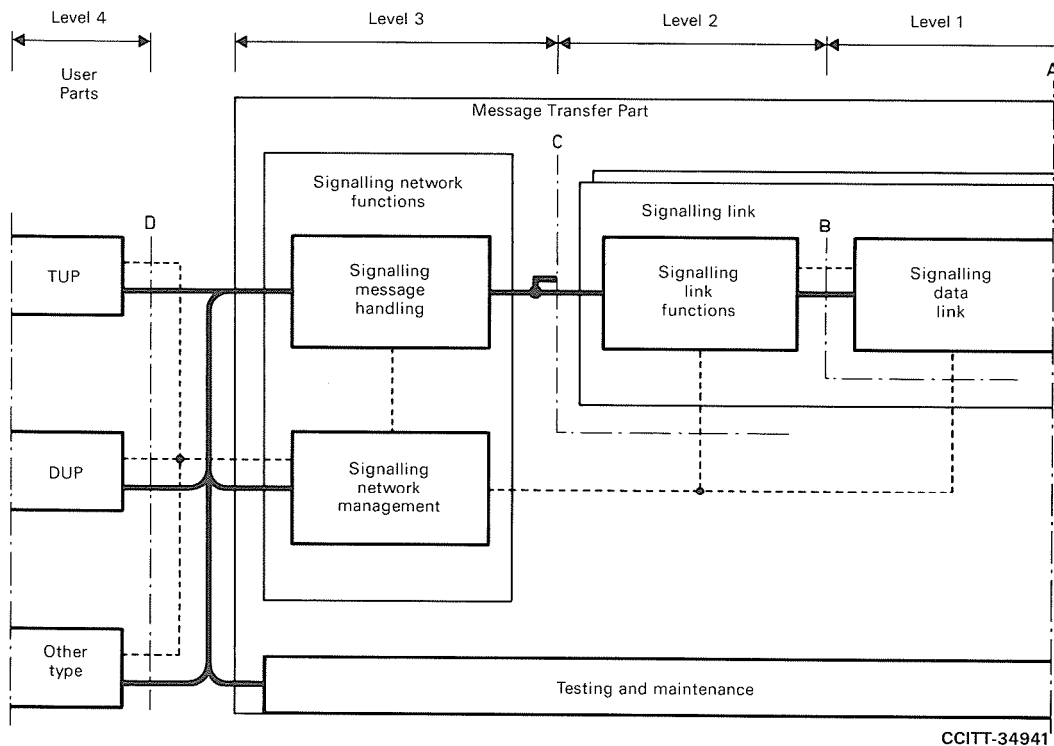 Level 4
Level 3
Level 2
Level 1
User
Parts
A
Message Transfer Part
C
Signalling network
functions
Signalling link
D
B
TUP
Signalling
message
handling
Signalling
link
functions
Signalling
data
link
DUP
Signalling
network
management
Other
type
Testing and maintenance
CCITT-34941